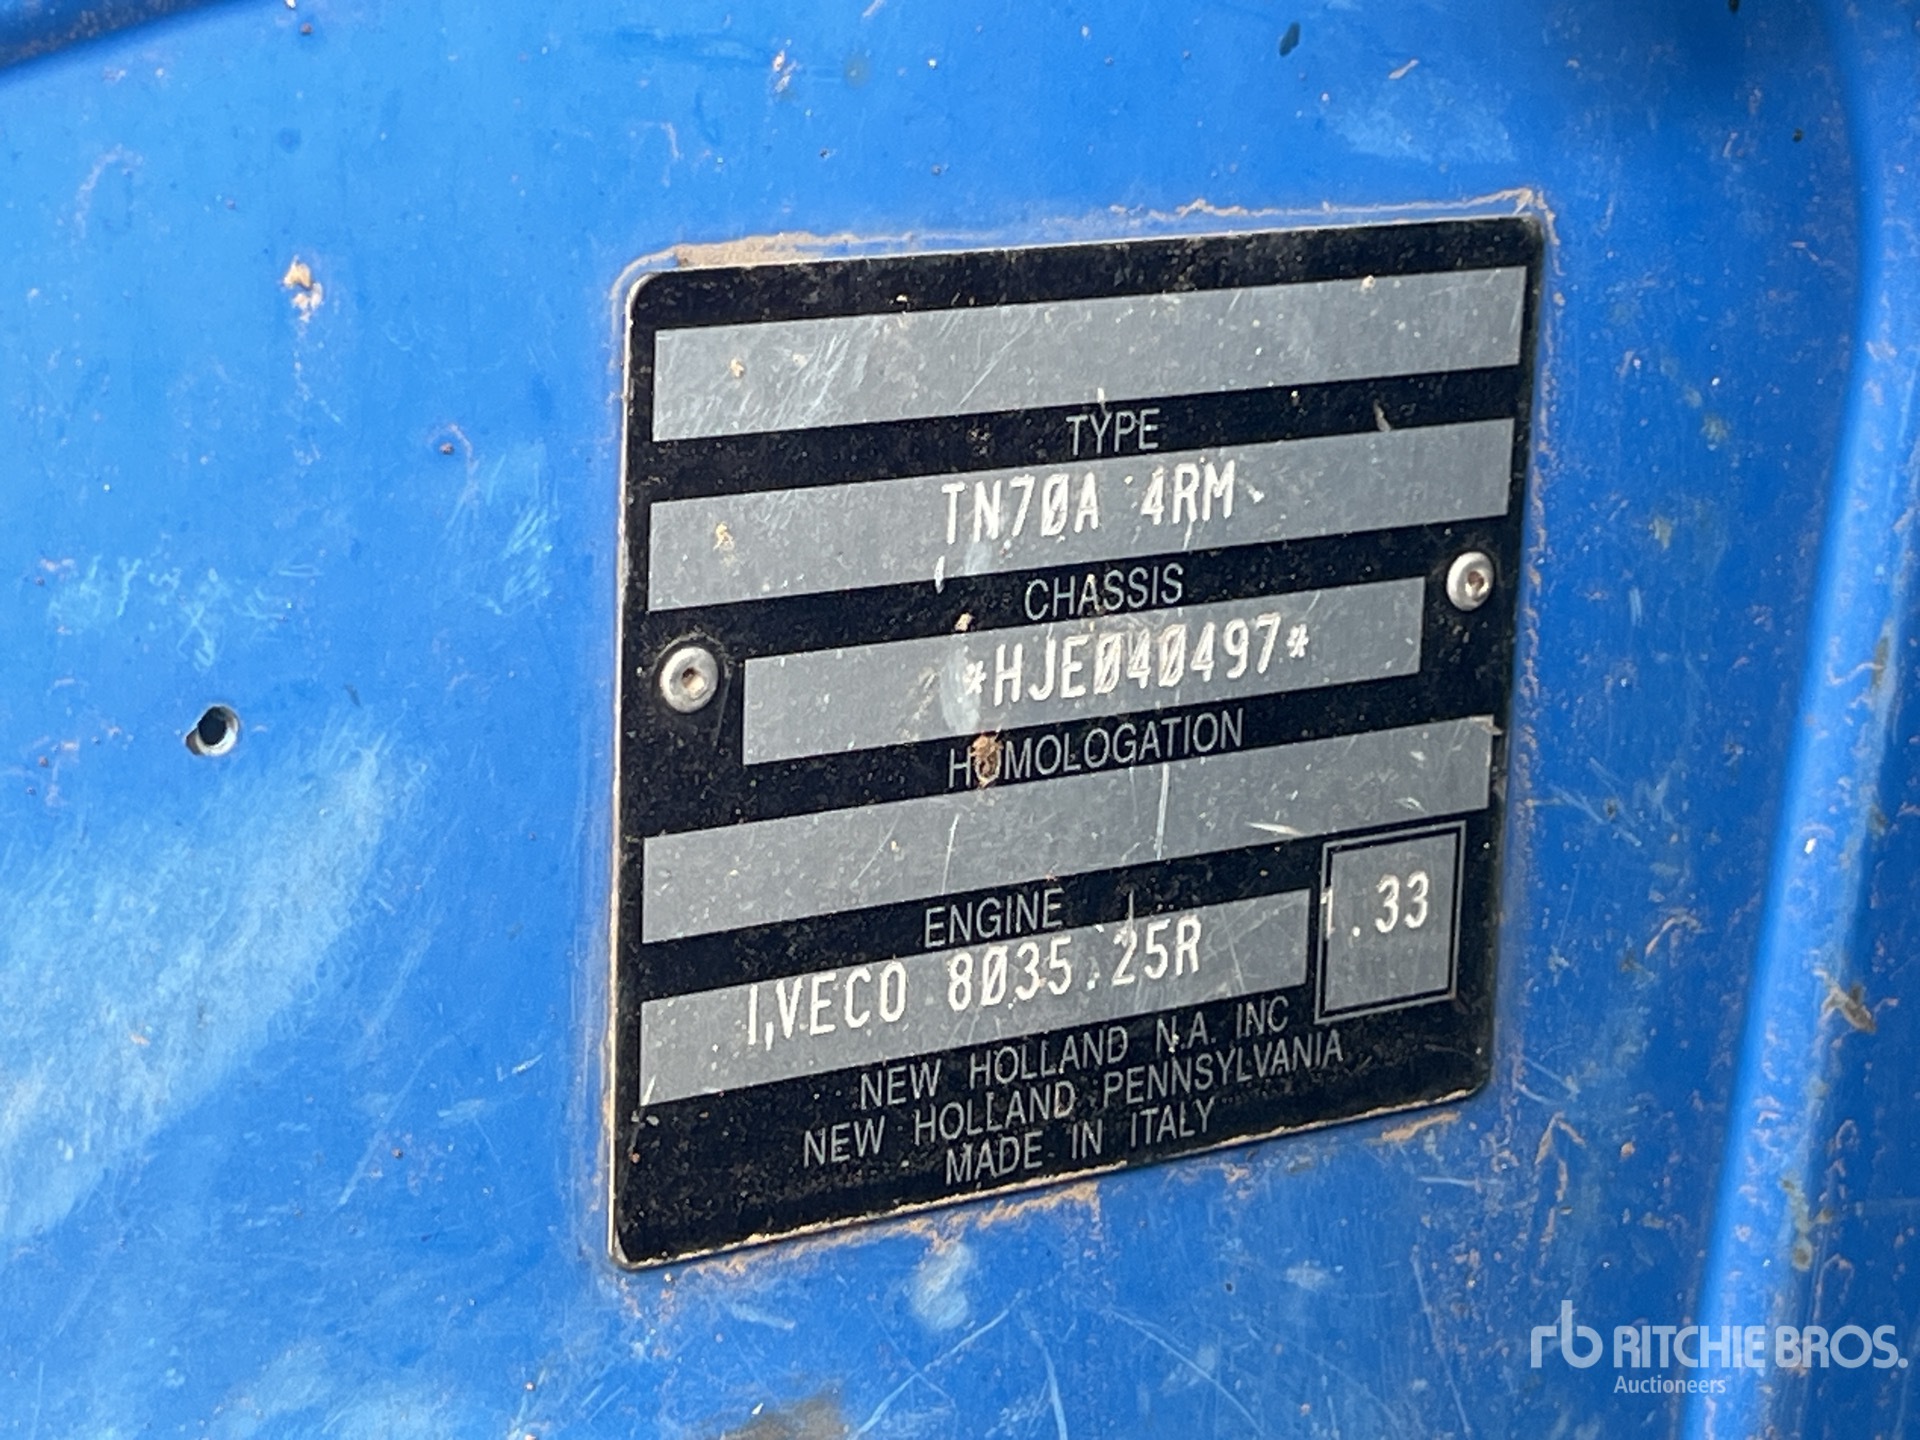 TYPE
TN70A 4RM
CHASSIS
*HJE040497*
HOMOLOGATION
ENGINE
IVECO 8035.25R
1.33
NEW HOLLAND N.A. INC
NEW HOLLAND PENNSYLVANIA
MADE IN ITALY
rb RITCHIE BROS.
Auctioneers